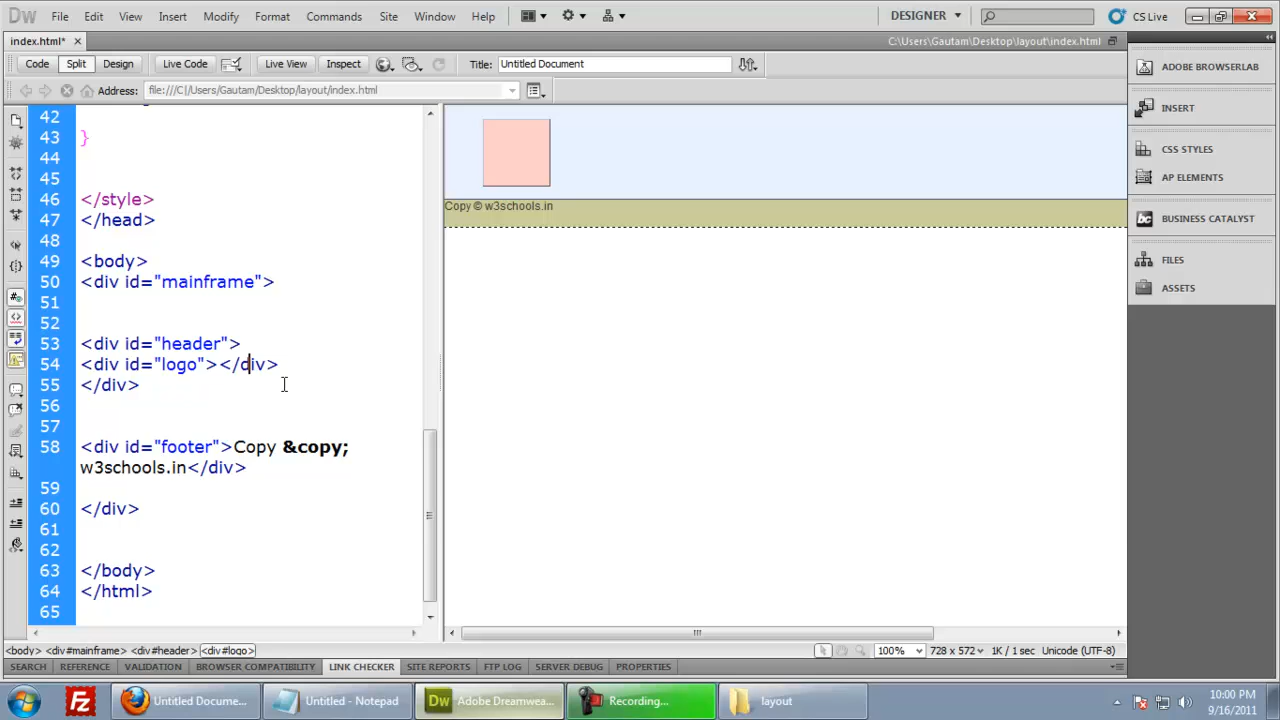 Dw File Edit View Insert Modify Format Commands Site Window Help DESIGNER CS Live
index.html* C:\Users\Gautam\Desktop\layout\index.html
Code Split Design Live Code Live View Inspect Title: Untitled Document
Address: file:///C|/Users/Gautam/Desktop/layout/index.html
42
43 }
44
45
46 </style>
47 </head>
48
49 <body>
50 <div id="mainframe">
51
52
53 <div id="header">
54 <div id="logo"></div>
55 </div>
56
57
58 <div id="footer">Copy &copy;
w3schools.in</div>
59
60 </div>
61
62
63 </body>
64 </html>
65
Copy © w3schools.in
ADOBE BROWSERLAB
INSERT
CSS STYLES
AP ELEMENTS
BUSINESS CATALYST
FILES
ASSETS
<body> <div#mainframe> <div#header> <div#logo> 100% 728 x 572 1K / 1 sec Unicode (UTF-8)
SEARCH REFERENCE VALIDATION BROWSER COMPATIBILITY LINK CHECKER SITE REPORTS FTP LOG SERVER DEBUG PROPERTIES
Fz Untitled Docume... Untitled - Notepad Dw Adobe Dreamwea... Recording... layout 10:00 PM
9/16/2011